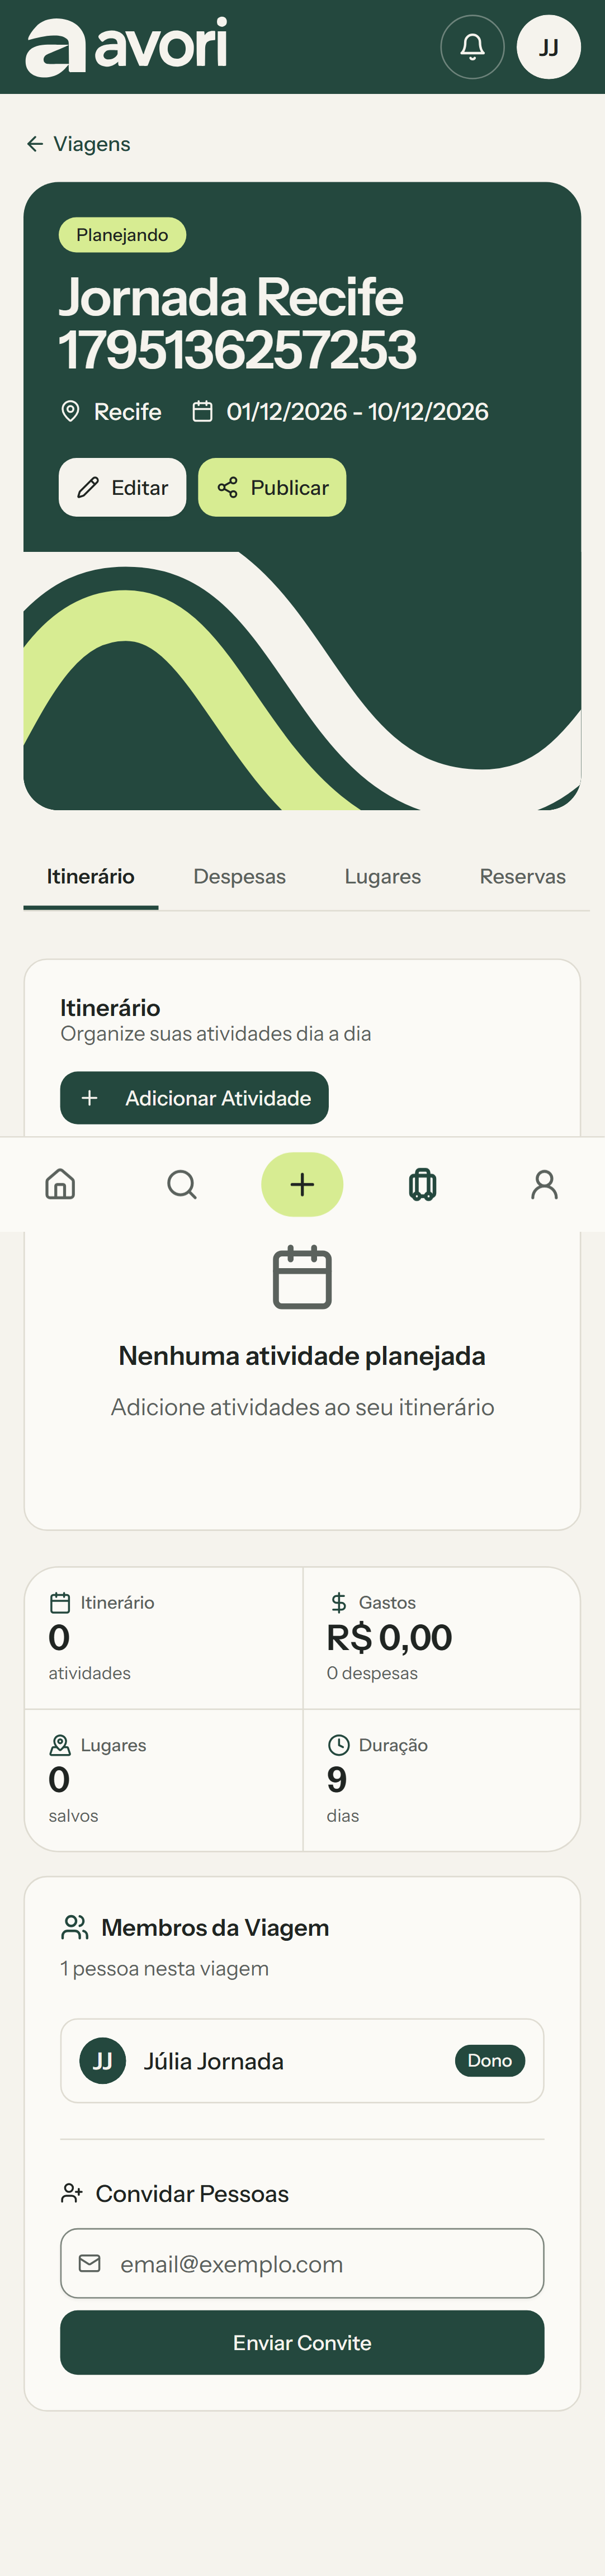 avori
JJ
Viagens
Planejando
Jornada Recife
1795136257253
Recife 01/12/2026 - 10/12/2026
Editar Publicar
Itinerário Despesas Lugares Reservas
Itinerário
Organize suas atividades dia a dia
Adicionar Atividade
Nenhuma atividade planejada
Adicione atividades ao seu itinerário
Itinerário
0
atividades
Gastos
R$ 0,00
0 despesas
Lugares
0
salvos
Duração
9
dias
Membros da Viagem
1 pessoa nesta viagem
JJ Júlia Jornada Dono
Convidar Pessoas
email@exemplo.com
Enviar Convite